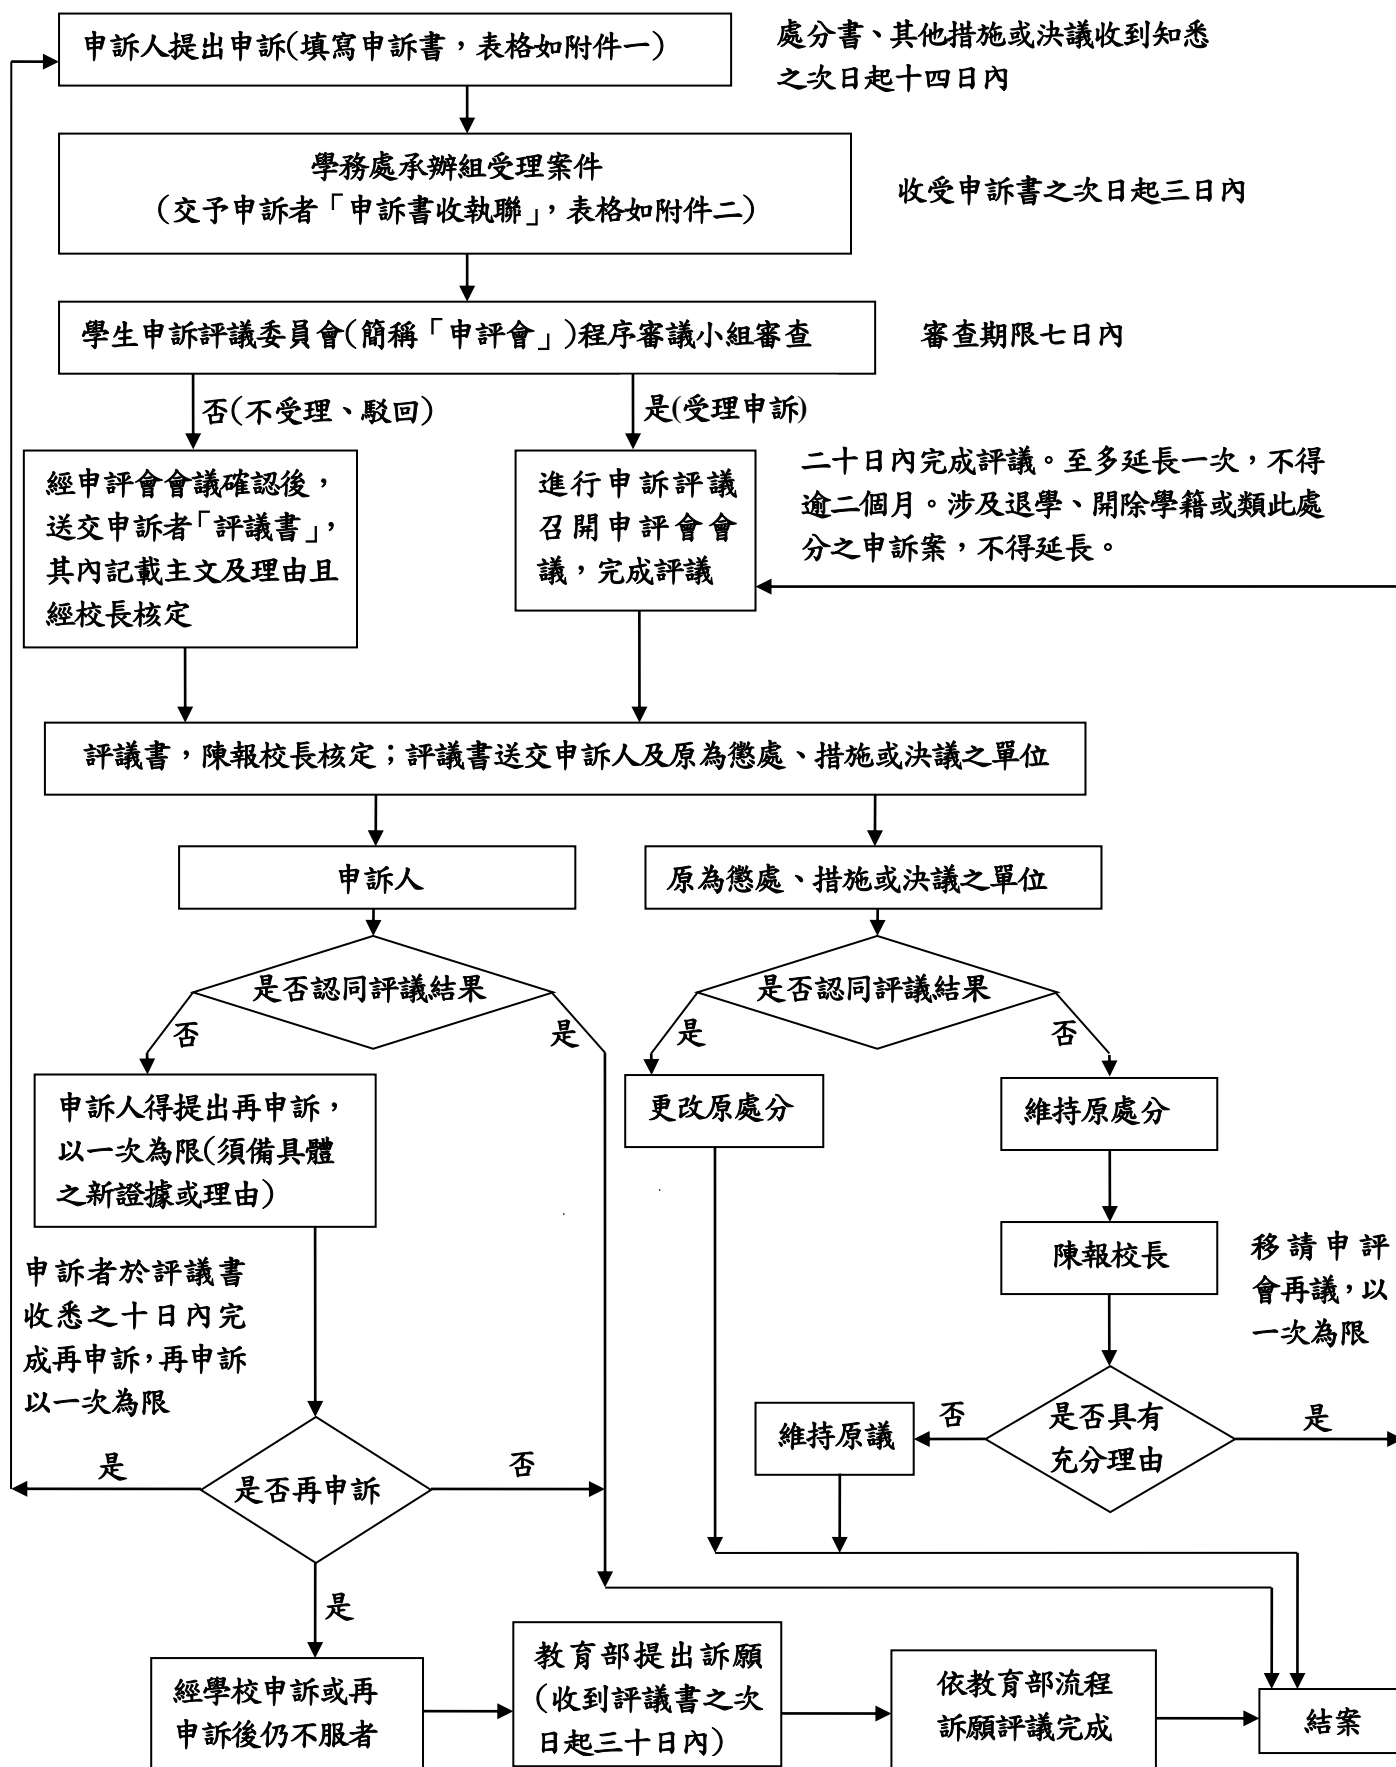 申訴人提出申訴(填寫申訴書，表格如附件一)
處分書、其他措施或決議收到知悉
之次日起十四日內
學務處承辦組受理案件
(交予申訴者「申訴書收執聯」，表格如附件二)
收受申訴書之次日起三日內
學生申訴評議委員會(簡稱「申評會」)程序審議小組審查
審查期限七日內
否(不受理、駁回)
是(受理申訴)
經申評會會議確認後，
送交申訴者「評議書」，
其內記載主文及理由且
經校長核定
進行申訴評議
召開申評會會
議，完成評議
二十日內完成評議。至多延長一次，不得
逾二個月。涉及退學、開除學籍或類此處
分之申訴案，不得延長。
評議書，陳報校長核定；評議書送交申訴人及原為懲處、措施或決議之單位
申訴人
原為懲處、措施或決議之單位
是否認同評議結果
是否認同評議結果
否
是
是
否
申訴人得提出再申訴，
以一次為限(須備具體
之新證據或理由)
更改原處分
維持原處分
陳報校長
移請申評
會再議，以
一次為限
申訴者於評議書
收悉之十日內完
成再申訴，再申訴
以一次為限
維持原議
否
是否具有
充分理由
是
是
是否再申訴
否
是
經學校申訴或再
申訴後仍不服者
教育部提出訴願
(收到評議書之次
日起三十日內)
依教育部流程
訴願評議完成
結案